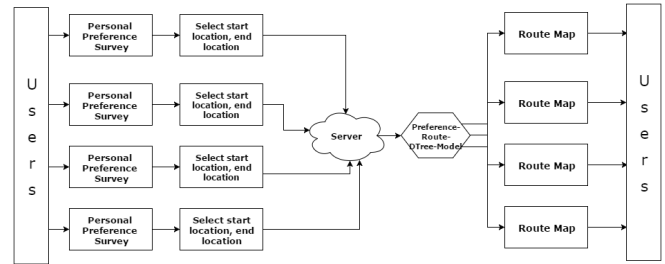 Users
Personal
Preference
Survey
Select start
location, end
location
Personal
Preference
Survey
Select start
location, end
location
Personal
Preference
Survey
Select start
location, end
location
Personal
Preference
Survey
Select start
location, end
location
Server
Preference-
Route-
DTree-Model
Route Map
Route Map
Route Map
Route Map
Users